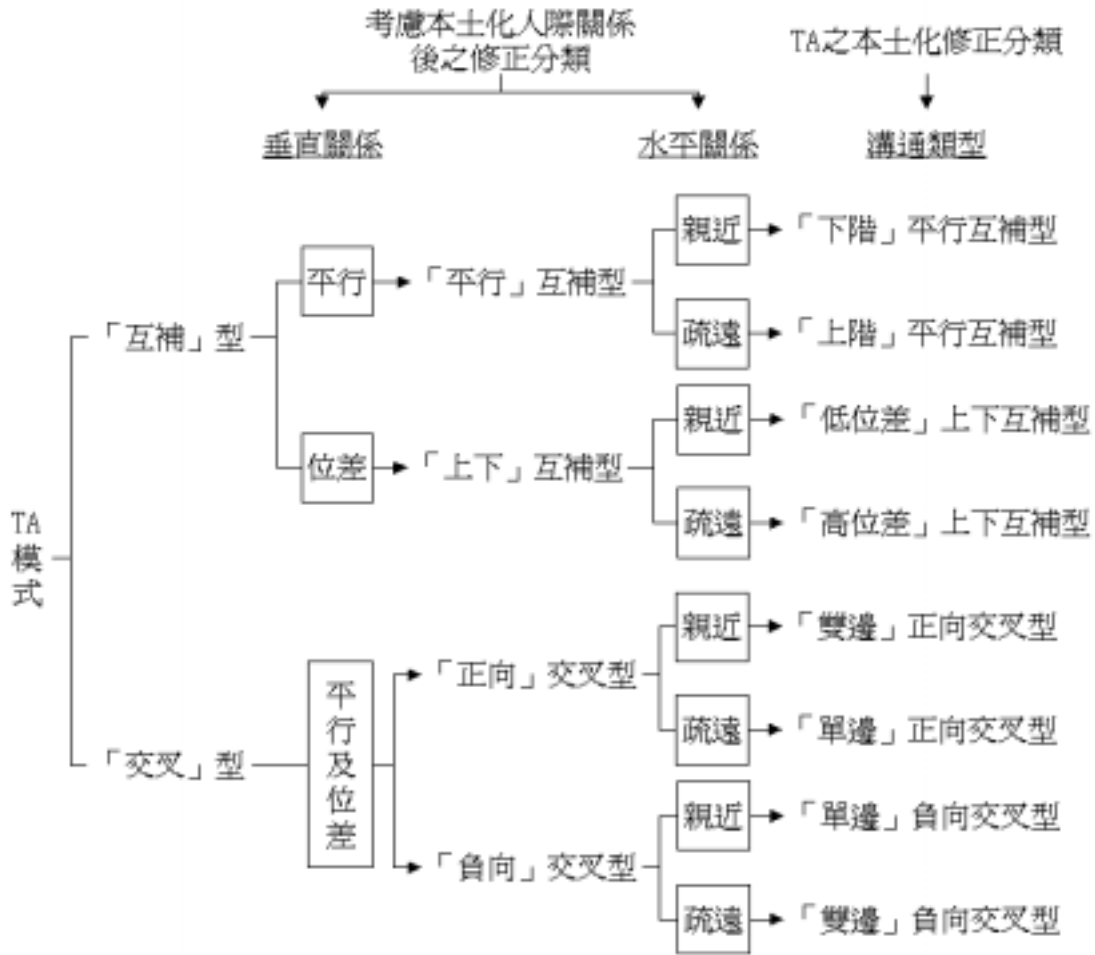 考慮本土化人際關係
後之修正分類
TA之本土化修正分類
垂直關係
水平關係
溝通類型
親近
「下階」平行互補型
平行
「平行」互補型
疏遠
「上階」平行互補型
「互補」型
親近
「低位差」上下互補型
位差
「上下」互補型
疏遠
「高位差」上下互補型
TA
模
式
親近
「雙邊」正向交叉型
「正向」交叉型
疏遠
「單邊」正向交叉型
「交叉」型
平
行
及
位
差
親近
「單邊」負向交叉型
「負向」交叉型
疏遠
「雙邊」負向交叉型